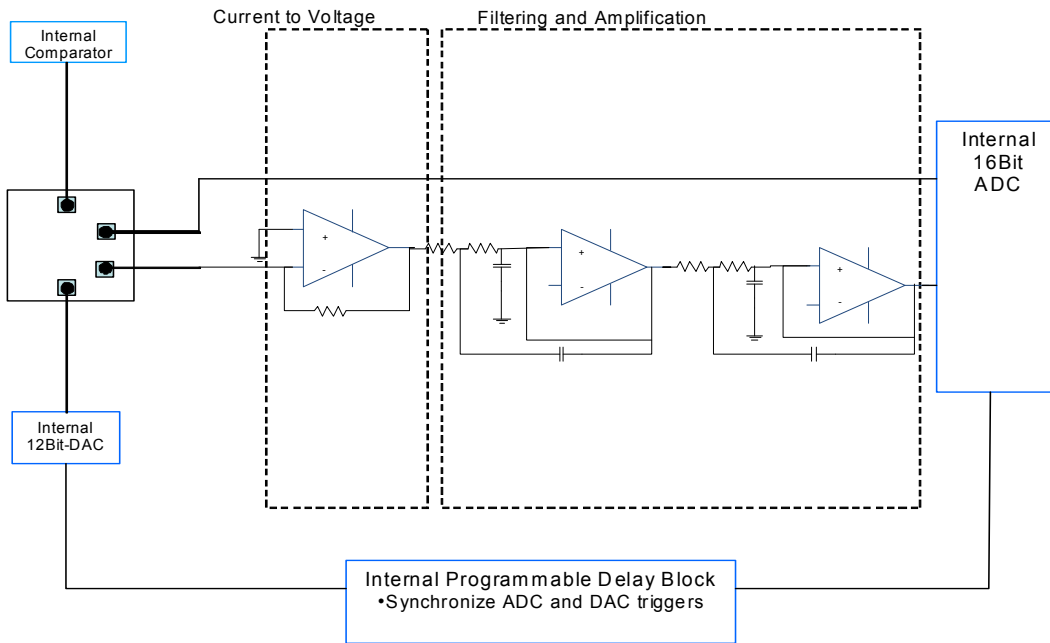 Current to Voltage
Filtering and Amplification
Internal
Comparator
Internal
16Bit
ADC
+
-
+
-
+
-
Internal
12Bit-DAC
Internal Programmable Delay Block
•Synchronize ADC and DAC triggers